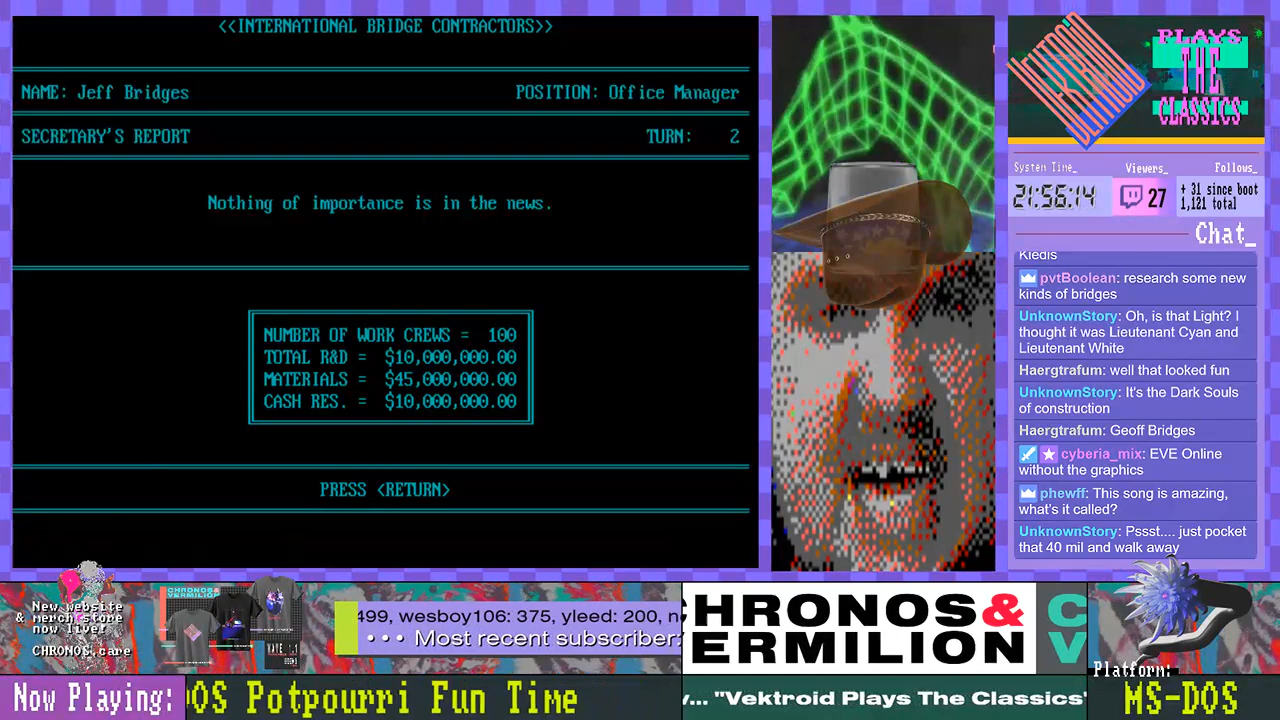 <<INTERNATIONAL BRIDGE CONTRACTORS>>
NAME: Jeff Bridges
POSITION: Office Manager
SECRETARY'S REPORT
TURN: 2
Nothing of importance is in the news.
NUMBER OF WORK CREWS = 100
TOTAL R&D = $10,000,000.00
MATERIALS = $45,000,000.00
CASH RES. = $10,000,000.00
PRESS <RETURN>
VEKTROID
PLAYS
THE
CLASSICS
System Time_
Viewers_
Follows_
21:56:14
27
+ 31 since boot
1,121 total
Chat_
Kiedis
pvtBoolean: research some new
kinds of bridges
UnknownStory: Oh, is that Light? I
thought it was Lieutenant Cyan and
Lieutenant White
Haergtrafum: well that looked fun
UnknownStory: It's the Dark Souls
of construction
Haergtrafum: Geoff Bridges
cyberia_mix: EVE Online
without the graphics
phewff: This song is amazing,
what's it called?
UnknownStory: Pssst.... just pocket
that 40 mil and walk away
New website
& merch store
now live!
CHRONOS.care
CHRONOS&
VERMILION
499, wesboy106: 375, yleed: 200, n
••• Most recent subscriber:
CHRONOS&
VERMILION
C
V
Platform:
MS-DOS
Now Playing:
DOS Potpourri Fun Time
y... "Vektroid Plays The Classics"